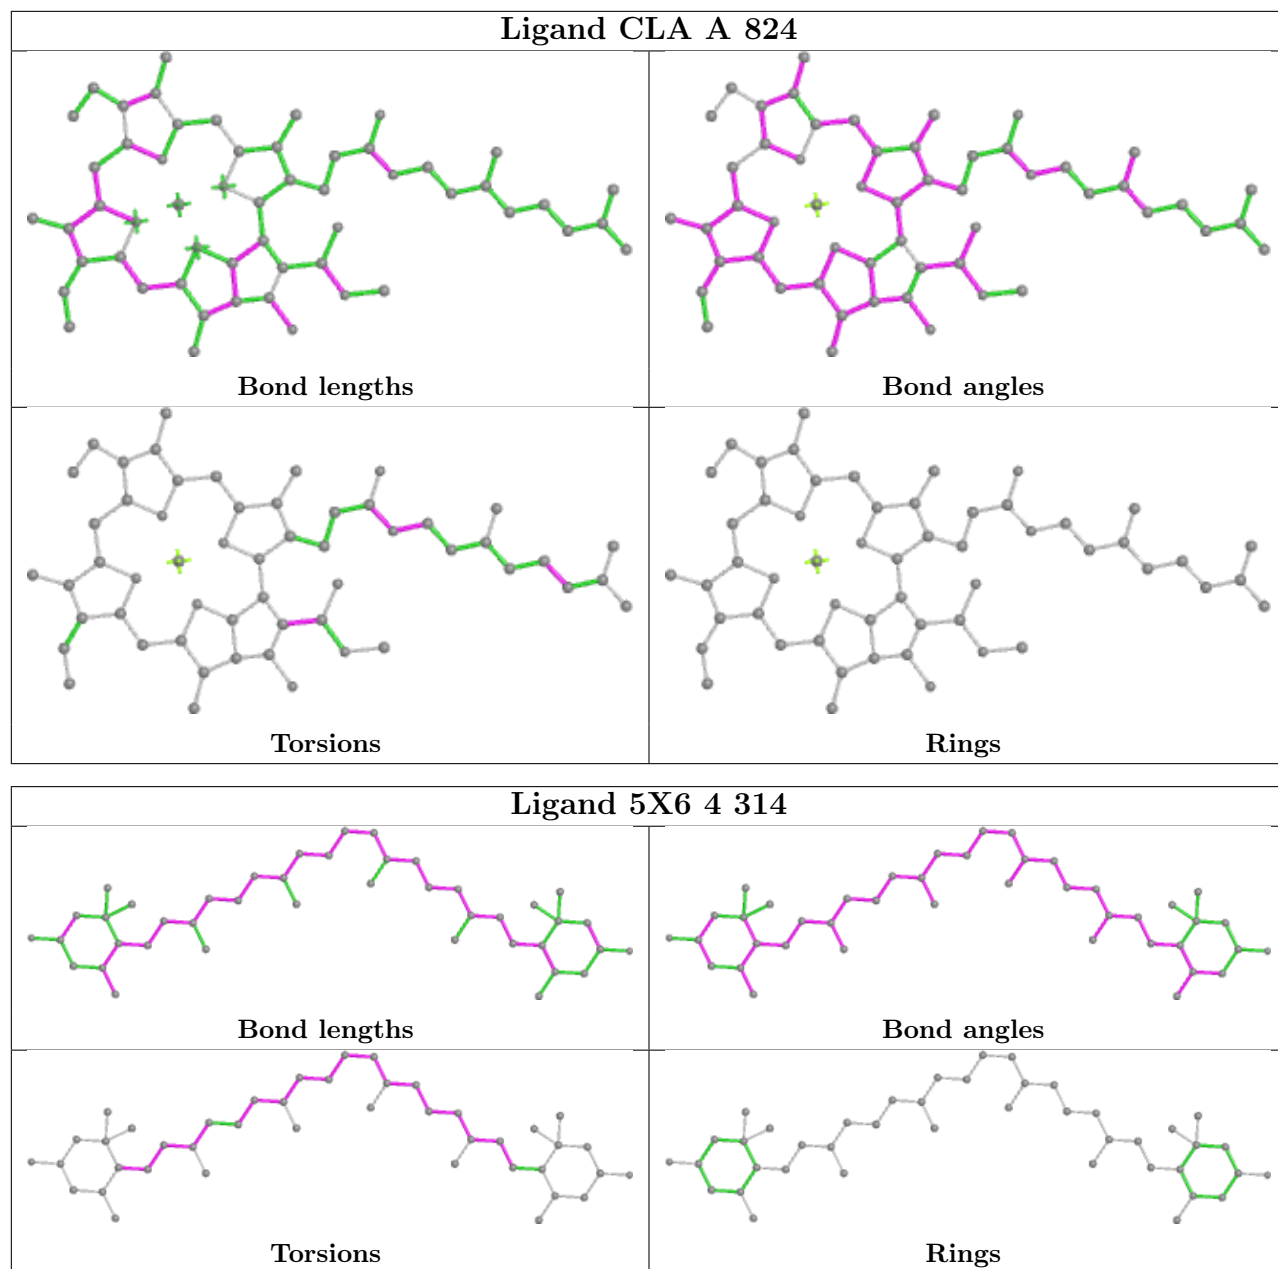 Ligand CLA A 824
Bond lengths
Bond angles
Torsions
Rings
Ligand 5X6 4 314
Bond lengths
Bond angles
Torsions
Rings